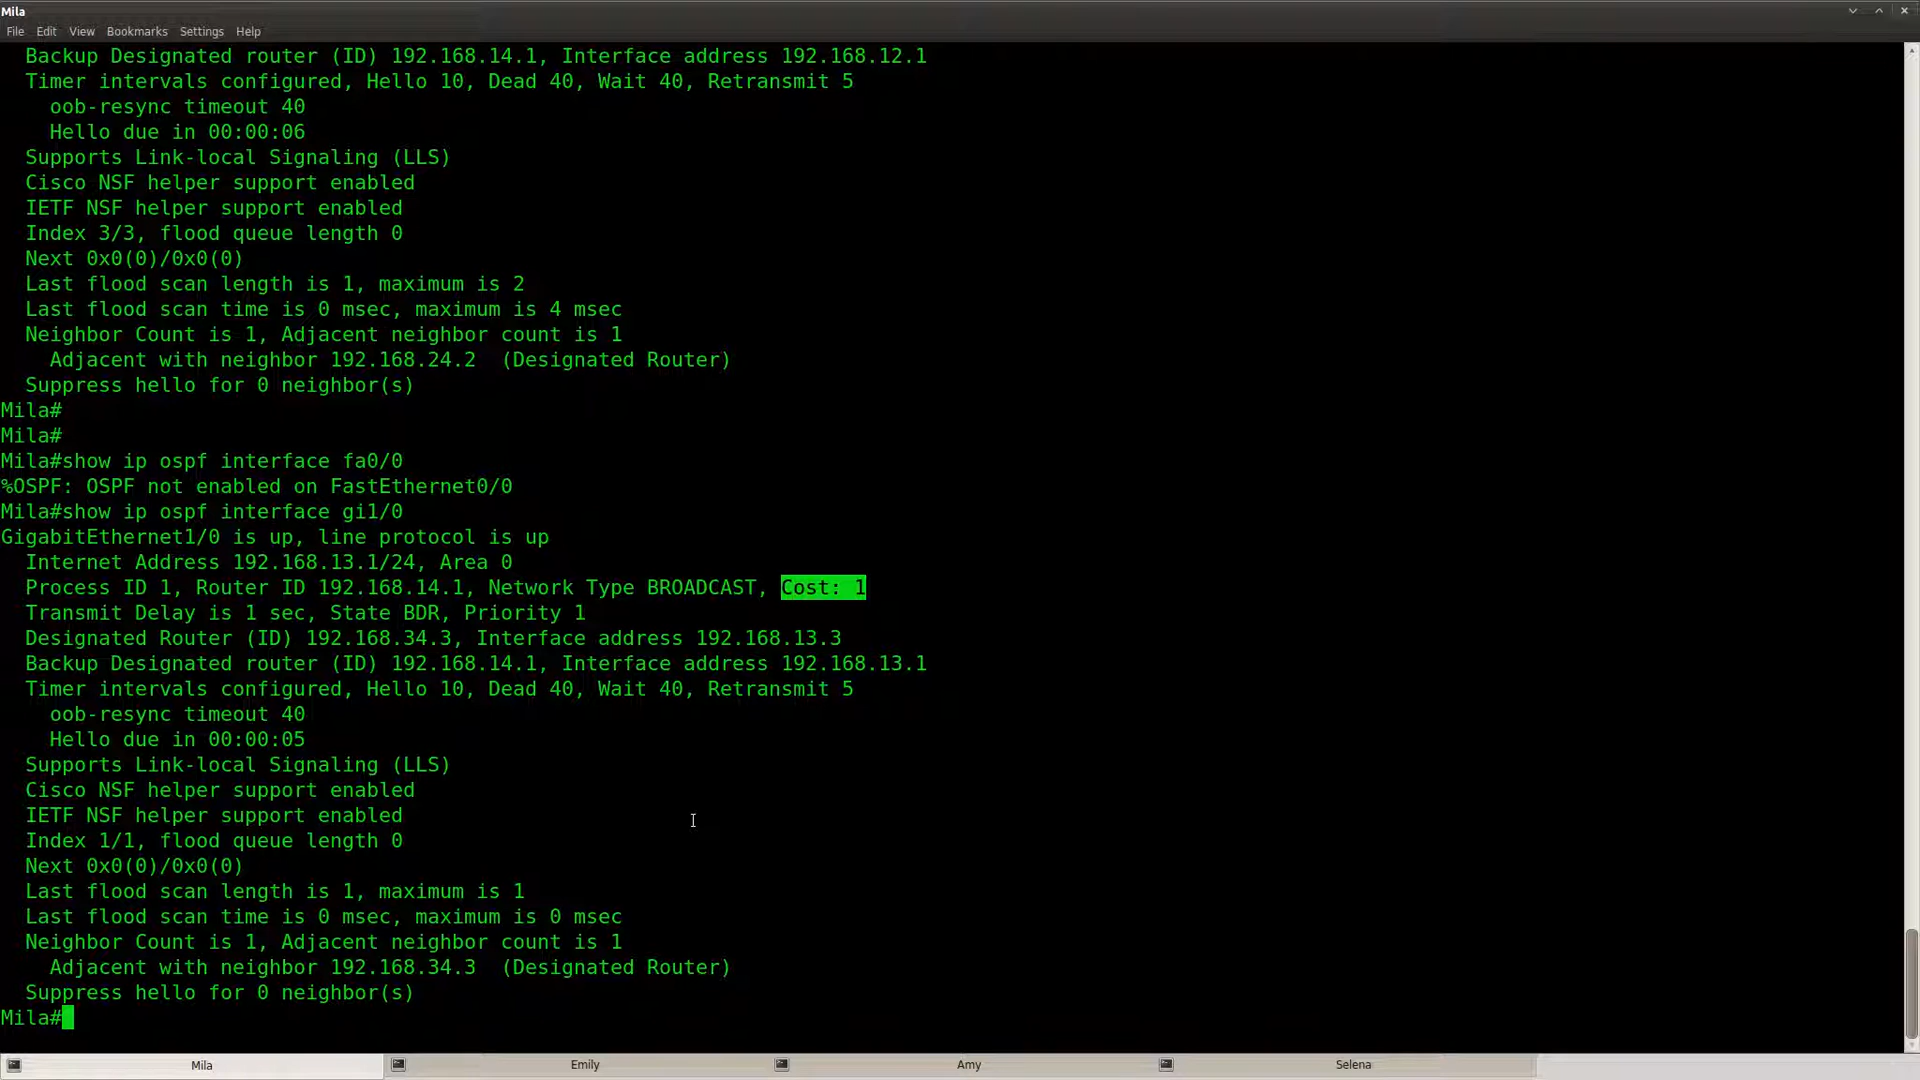 Mila
File Edit View Bookmarks Settings Help
Backup Designated router (ID) 192.168.14.1, Interface address 192.168.12.1
Timer intervals configured, Hello 10, Dead 40, Wait 40, Retransmit 5
oob-resync timeout 40
Hello due in 00:00:06
Supports Link-local Signaling (LLS)
Cisco NSF helper support enabled
IETF NSF helper support enabled
Index 3/3, flood queue length 0
Next 0x0(0)/0x0(0)
Last flood scan length is 1, maximum is 2
Last flood scan time is 0 msec, maximum is 4 msec
Neighbor Count is 1, Adjacent neighbor count is 1
Adjacent with neighbor 192.168.24.2  (Designated Router)
Suppress hello for 0 neighbor(s)
Mila#
Mila#
Mila#show ip ospf interface fa0/0
%OSPF: OSPF not enabled on FastEthernet0/0
Mila#show ip ospf interface gi1/0
GigabitEthernet1/0 is up, line protocol is up
Internet Address 192.168.13.1/24, Area 0
Process ID 1, Router ID 192.168.14.1, Network Type BROADCAST, Cost: 1
Transmit Delay is 1 sec, State BDR, Priority 1
Designated Router (ID) 192.168.34.3, Interface address 192.168.13.3
Backup Designated router (ID) 192.168.14.1, Interface address 192.168.13.1
Timer intervals configured, Hello 10, Dead 40, Wait 40, Retransmit 5
oob-resync timeout 40
Hello due in 00:00:05
Supports Link-local Signaling (LLS)
Cisco NSF helper support enabled
IETF NSF helper support enabled
Index 1/1, flood queue length 0
Next 0x0(0)/0x0(0)
Last flood scan length is 1, maximum is 1
Last flood scan time is 0 msec, maximum is 0 msec
Neighbor Count is 1, Adjacent neighbor count is 1
Adjacent with neighbor 192.168.34.3  (Designated Router)
Suppress hello for 0 neighbor(s)
Mila#
Mila Emily Amy Selena